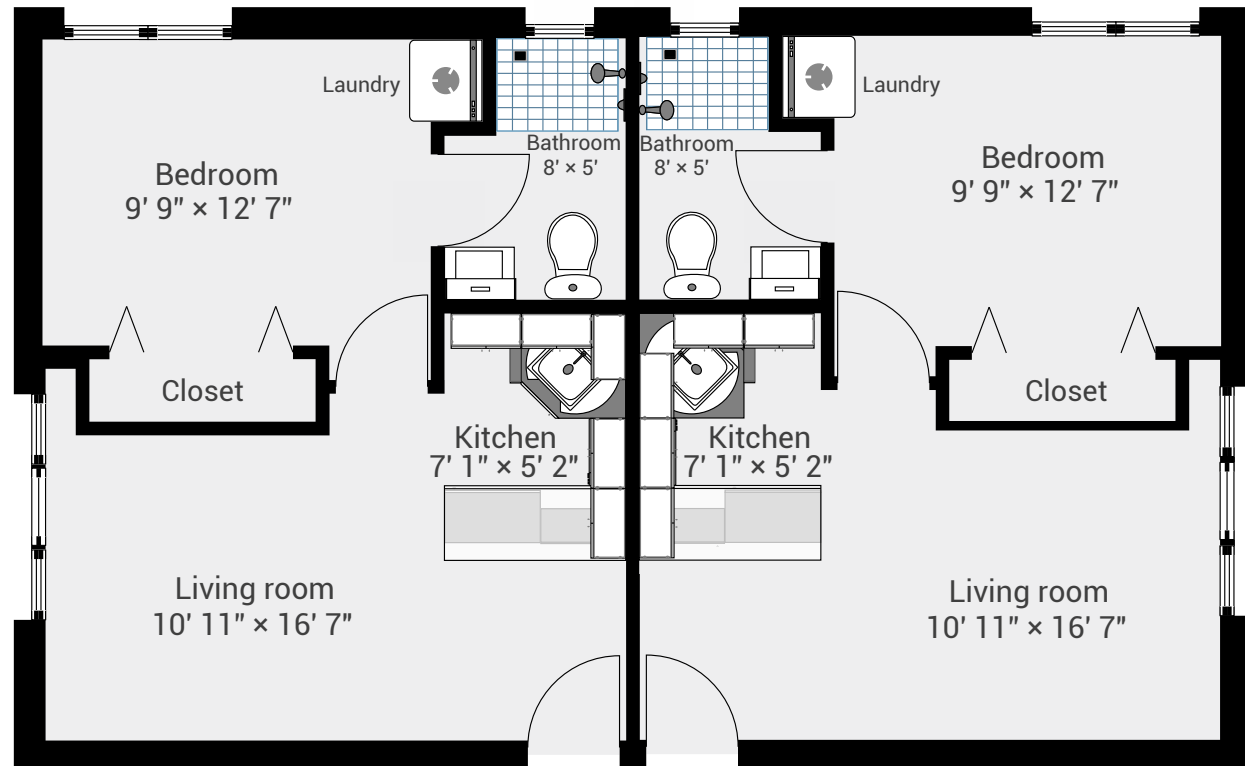 Laundry
Laundry
Bathroom
8' × 5'
Bathroom
8' × 5'
Bedroom
9' 9" × 12' 7"
Bedroom
9' 9" × 12' 7"
Closet
Closet
Kitchen
7' 1" × 5' 2"
Kitchen
7' 1" × 5' 2"
Living room
10' 11" × 16' 7"
Living room
10' 11" × 16' 7"